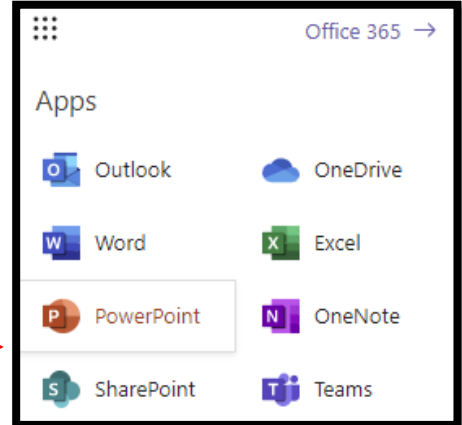 Office 365 →
Apps
Outlook OneDrive
Word Excel
PowerPoint OneNote
SharePoint Teams